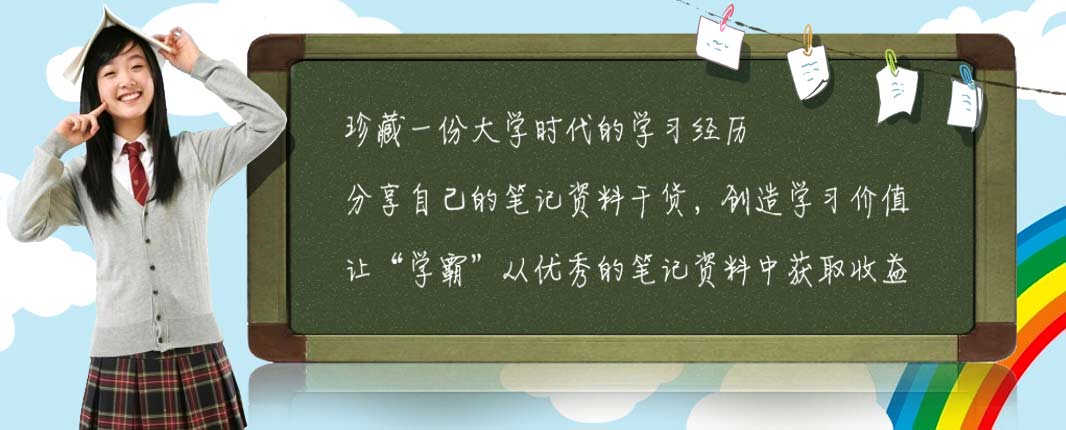 珍藏一份大学时代的学习经历
分享自己的笔记资料干货，创造学习价值
让“学霸”从优秀的笔记资料中获取收益